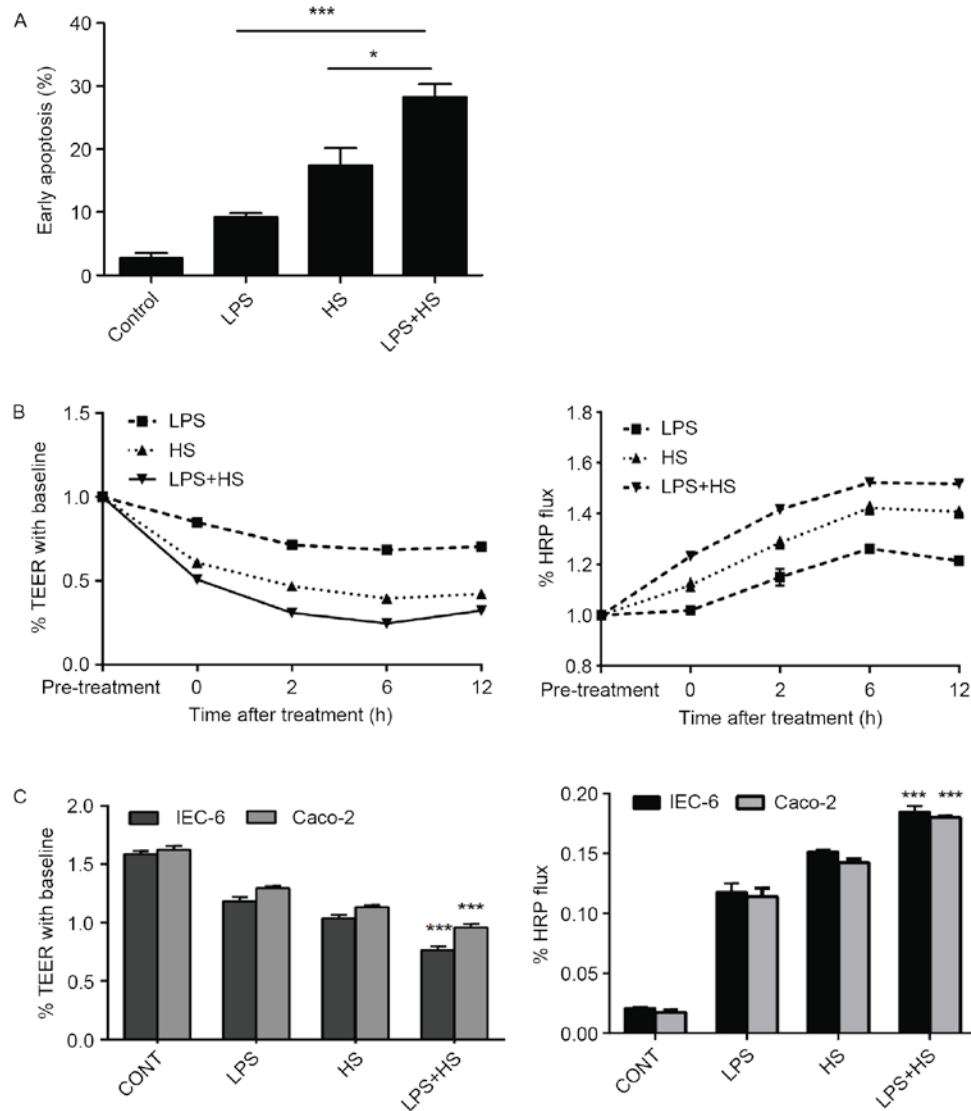 A
Early apoptosis (%)
40
30
20
10
0
***
*
Control
LPS
HS
LPS+HS
B
% TEER with baseline
1.5
1.0
0.5
0.0
LPS
HS
LPS+HS
Pre-treatment 0 2 6 12
Time after treatment (h)
% HRP flux
1.8
1.6
1.4
1.2
1.0
0.8
LPS
HS
LPS+HS
Pre-treatment 0 2 6 12
Time after treatment (h)
C
% TEER with baseline
2.0
1.5
1.0
0.5
0.0
IEC-6 Caco-2
*** ***
CONT
LPS
HS
LPS+HS
% HRP flux
0.20
0.15
0.10
0.05
0.00
IEC-6 Caco-2
*** ***
CONT
LPS
HS
LPS+HS